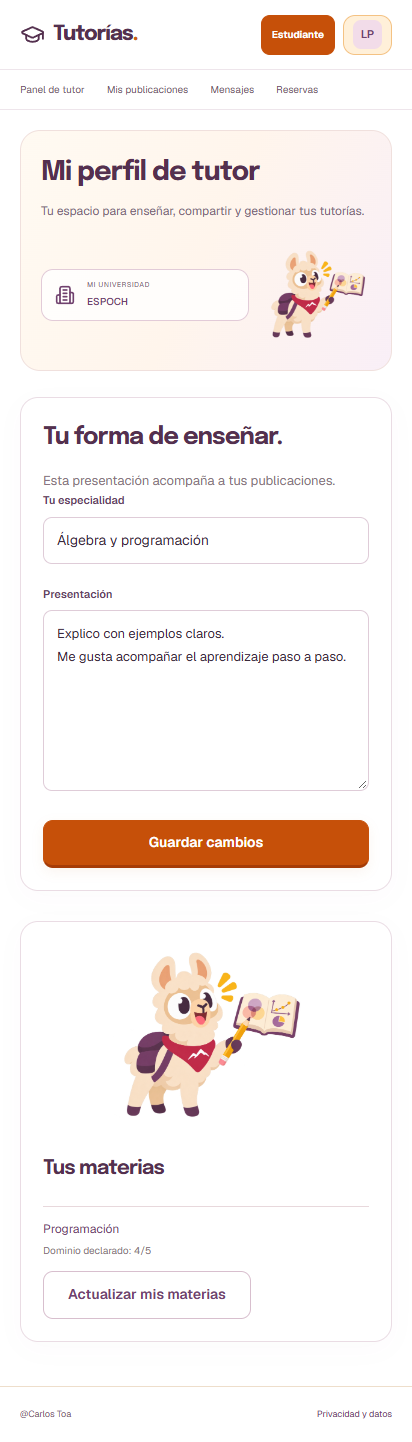 Tutorías.
Estudiante
LP
Panel de tutor
Mis publicaciones
Mensajes
Reservas
Mi perfil de tutor
Tu espacio para enseñar, compartir y gestionar tus tutorías.
MI UNIVERSIDAD
ESPOCH
Tu forma de enseñar.
Esta presentación acompaña a tus publicaciones.
Tu especialidad
Álgebra y programación
Presentación
Explico con ejemplos claros.
Me gusta acompañar el aprendizaje paso a paso.
Guardar cambios
Tus materias
Programación
Dominio declarado: 4/5
Actualizar mis materias
@Carlos Toa
Privacidad y datos